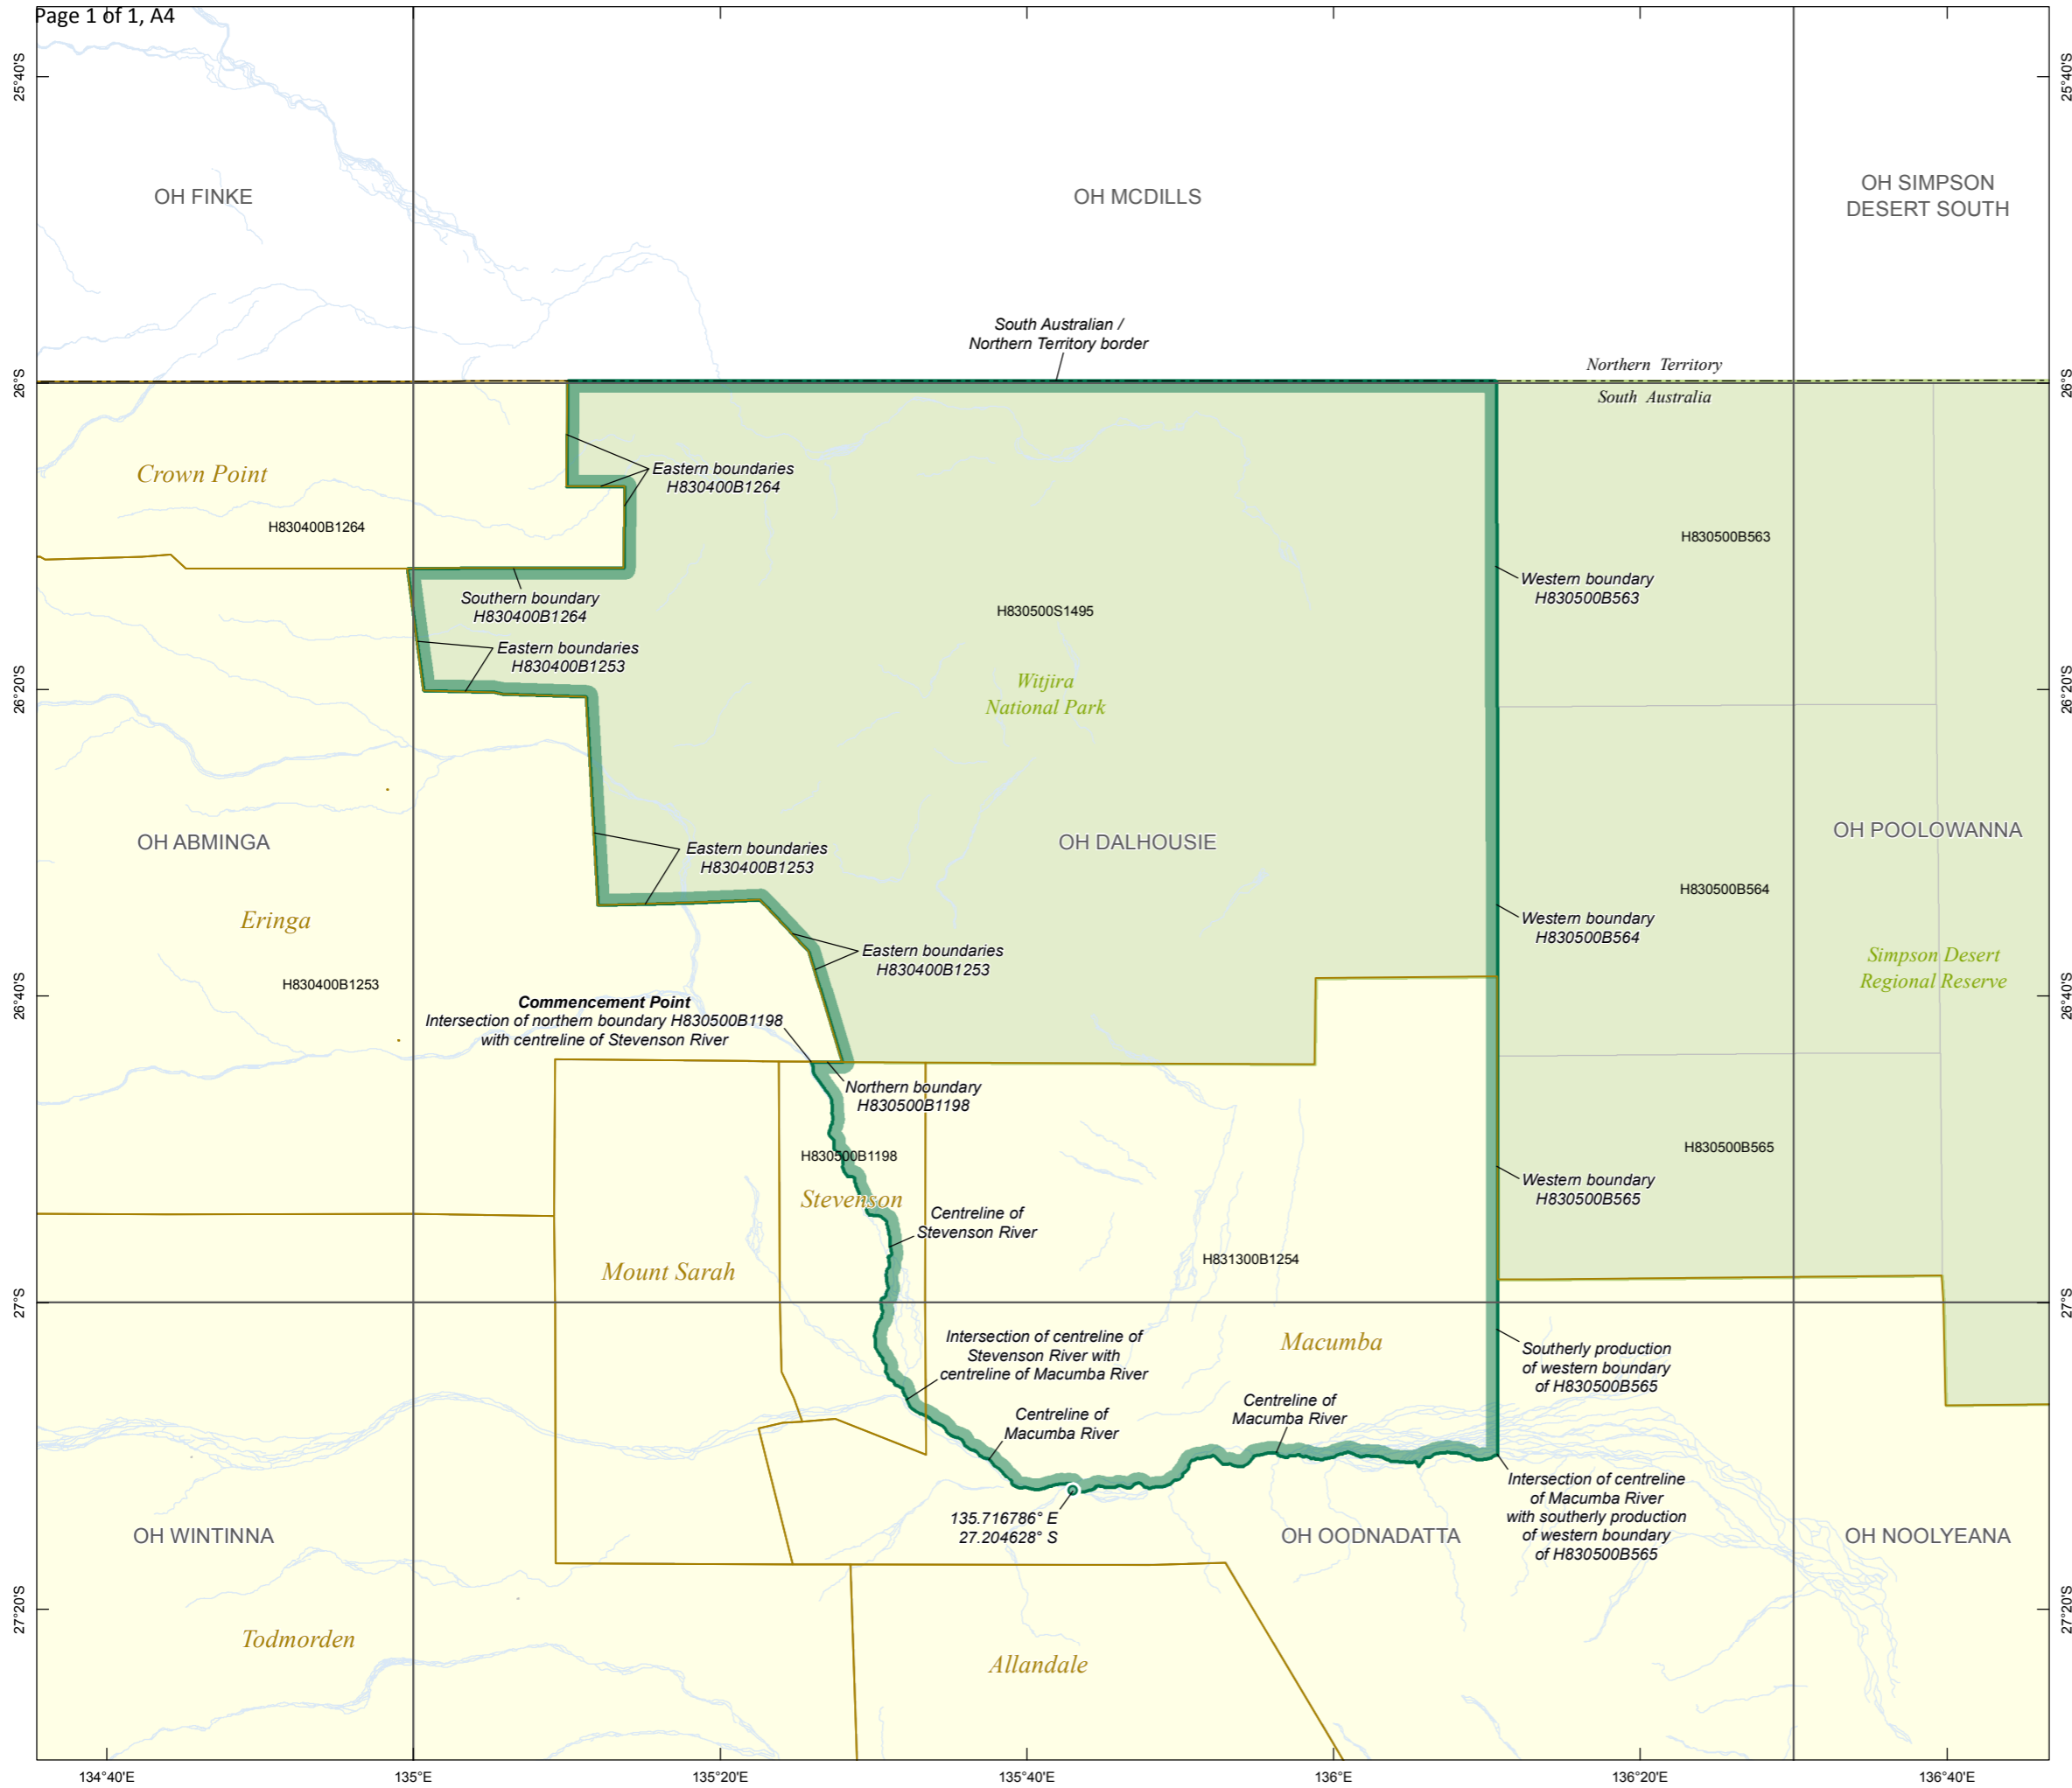 Page 1 of 1, A4
25°40'S
25°40'S
OH FINKE
OH MCDILLS
OH SIMPSON
DESERT SOUTH
South Australian /
Northern Territory border
Northern Territory
26°S
26°S
South Australia
Crown Point
Eastern boundaries
H830400B1264
H830400B1264
H830500B563
Western boundary
H830500B563
Southern boundary
H830400B1264
H830500S1495
Eastern boundaries
H830400B1253
26°20'S
26°20'S
Witjira
National Park
OH ABMINGA
Eastern boundaries
H830400B1253
OH DALHOUSIE
OH POOLOWANNA
H830500B564
Eringa
Western boundary
H830500B564
Eastern boundaries
H830400B1253
Simpson Desert
Regional Reserve
H830400B1253
26°40'S
26°40'S
Commencement Point
Intersection of northern boundary H830500B1198
with centreline of Stevenson River
Northern boundary
H830500B1198
H830500B1198
H830500B565
Western boundary
H830500B565
Stevenson
Centreline of
Stevenson River
H831300B1254
Mount Sarah
27°S
27°S
Intersection of centreline of
Stevenson River with
centreline of Macumba River
Macumba
Southerly production
of western boundary
of H830500B565
Centreline of
Macumba River
Centreline of
Macumba River
Intersection of centreline
of Macumba River
with southerly production
of western boundary
of H830500B565
135.716786° E
27.204628° S
OH WINTINNA
OH OODNADATTA
OH NOOLYEANA
27°20'S
27°20'S
Todmorden
Allandale
134°40'E
135°E
135°20'E
135°40'E
136°E
136°20'E
136°40'E